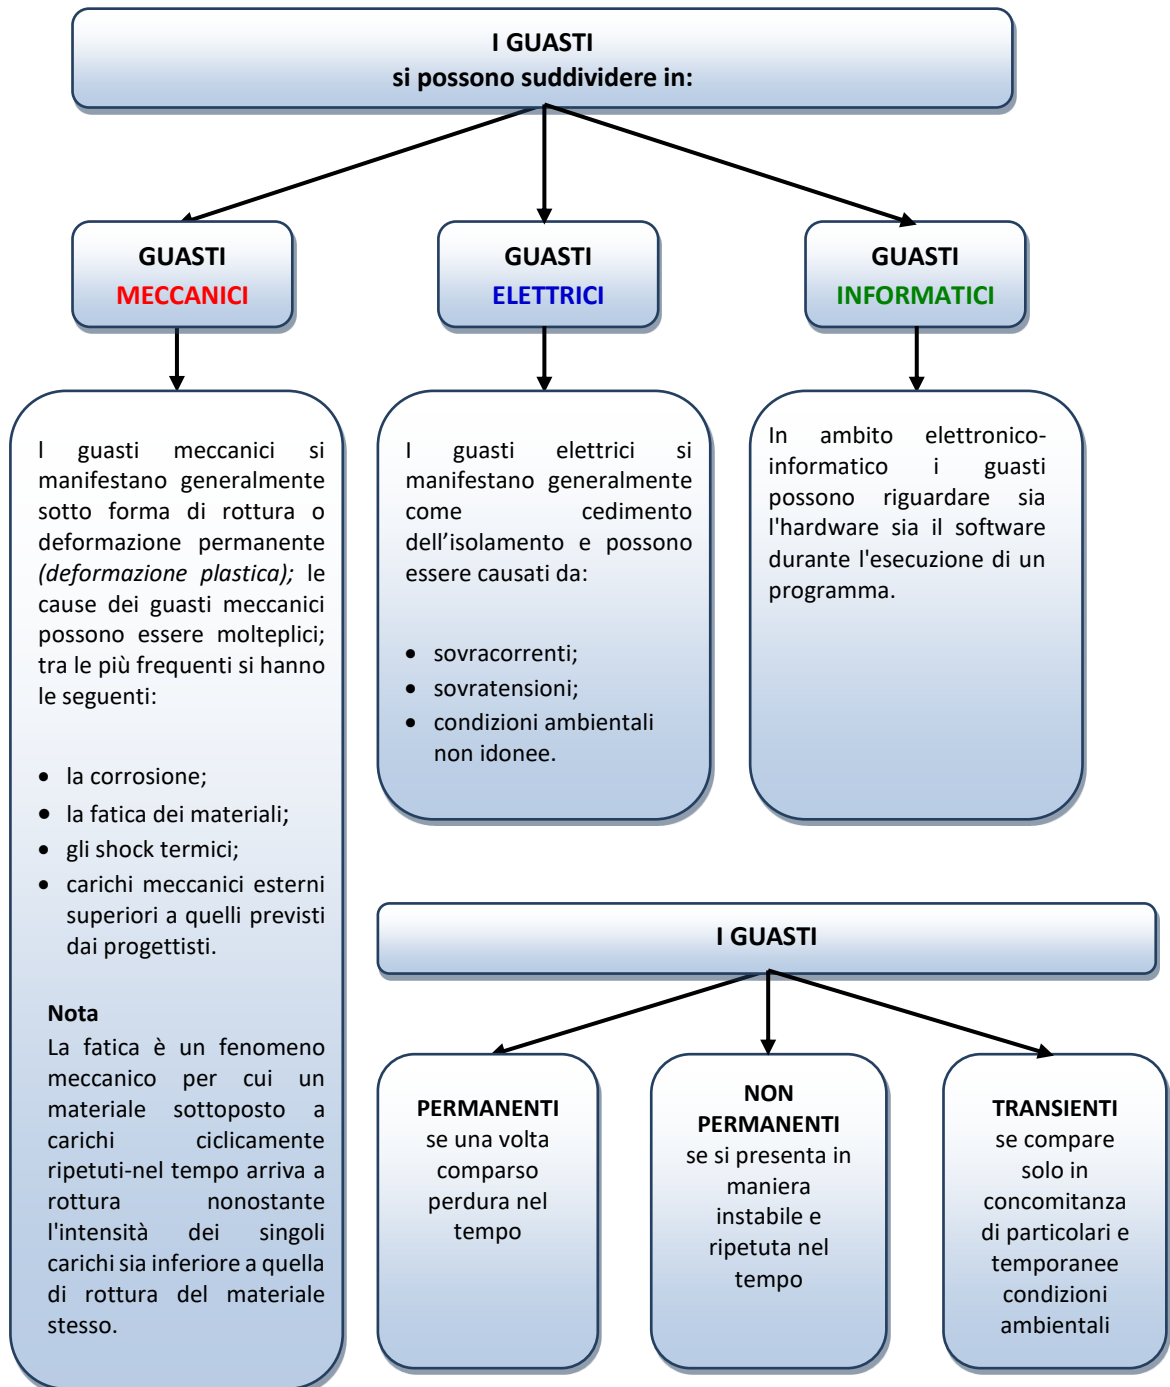 I GUASTI
si possono suddividere in:
GUASTI
MECCANICI
GUASTI
ELETTRICI
GUASTI
INFORMATICI
I guasti meccanici si
manifestano generalmente
sotto forma di rottura o
deformazione permanente
(deformazione plastica); le
cause dei guasti meccanici
possono essere molteplici;
tra le più frequenti si hanno
le seguenti:
• la corrosione;
• la fatica dei materiali;
• gli shock termici;
• carichi meccanici esterni
superiori a quelli previsti
dai progettisti.
Nota
La fatica è un fenomeno
meccanico per cui un
materiale sottoposto a
carichi ciclicamente
ripetuti-nel tempo arriva a
rottura nonostante
l'intensità dei singoli
carichi sia inferiore a quella
di rottura del materiale
stesso.
I guasti elettrici si
manifestano generalmente
come cedimento
dell’isolamento e possono
essere causati da:
• sovracorrenti;
• sovratensioni;
• condizioni ambientali
non idonee.
In ambito elettronico-
informatico i guasti
possono riguardare sia
l'hardware sia il software
durante l'esecuzione di un
programma.
I GUASTI
PERMANENTI
se una volta
comparso
perdura nel
tempo
NON
PERMANENTI
se si presenta in
maniera
instabile e
ripetuta nel
tempo
TRANSIENTI
se compare
solo in
concomitanza
di particolari e
temporanee
condizioni
ambientali